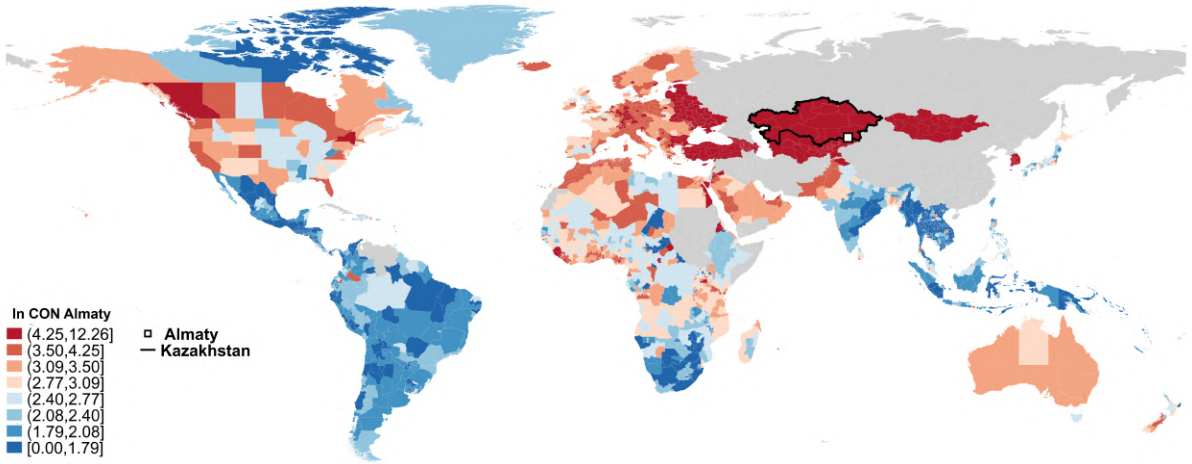 ln CON Almaty
(4.25,12.26]
(3.50,4.25]
(3.09,3.50]
(2.77,3.09]
(2.40,2.77]
(2.08,2.40]
(1.79,2.08]
[0.00,1.79]
Almaty
Kazakhstan